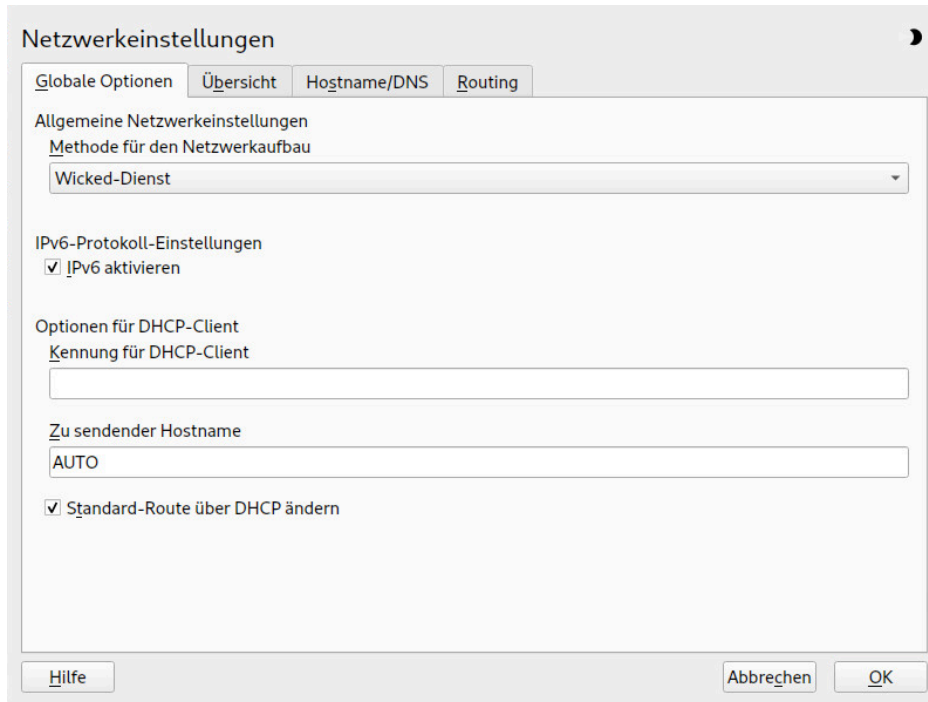 Netzwerkeinstellungen
Globale Optionen Übersicht Hostname/DNS Routing
Allgemeine Netzwerkeinstellungen
Methode für den Netzwerkaufbau
Wicked-Dienst
IPv6-Protokoll-Einstellungen
IPv6 aktivieren
Optionen für DHCP-Client
Kennung für DHCP-Client
Zu sendender Hostname
AUTO
Standard-Route über DHCP ändern
Hilfe Abbrechen OK